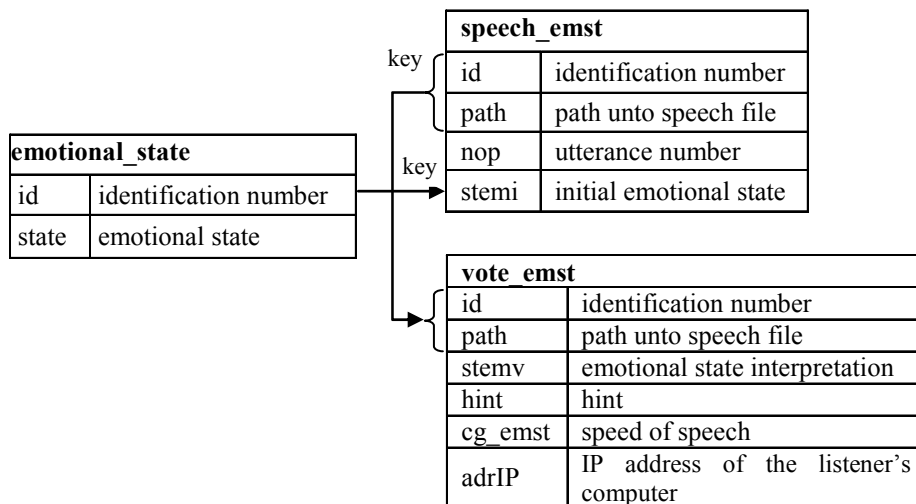 speech_emst
key
id identification number
path path unto speech file
nop utterance number
stemi initial emotional state
emotional_state
id identification number
state emotional state
key
vote_emst
id identification number
path path unto speech file
stemv emotional state interpretation
hint hint
cg_emst speed of speech
adrIP IP address of the listener’s
computer